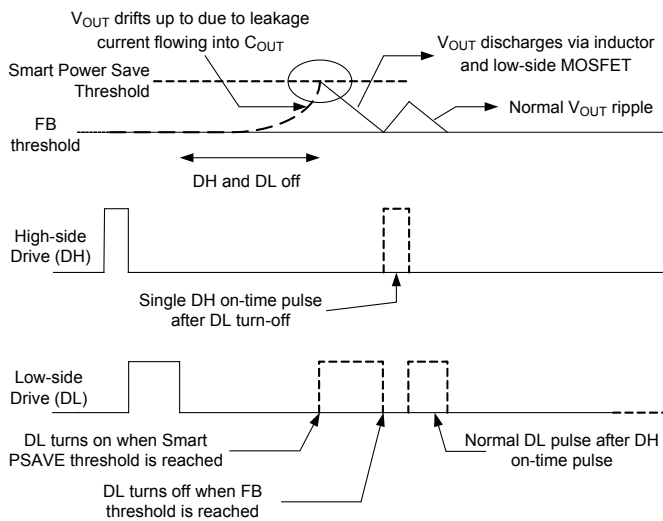 VOUT drifts up to due to leakage
current flowing into COUT
VOUT discharges via inductor
and low-side MOSFET
Smart Power Save
Threshold
Normal VOUT ripple
FB
threshold
DH and DL off
High-side
Drive (DH)
Single DH on-time pulse
after DL turn-off
Low-side
Drive (DL)
DL turns on when Smart
PSAVE threshold is reached
Normal DL pulse after DH
on-time pulse
DL turns off when FB
threshold is reached